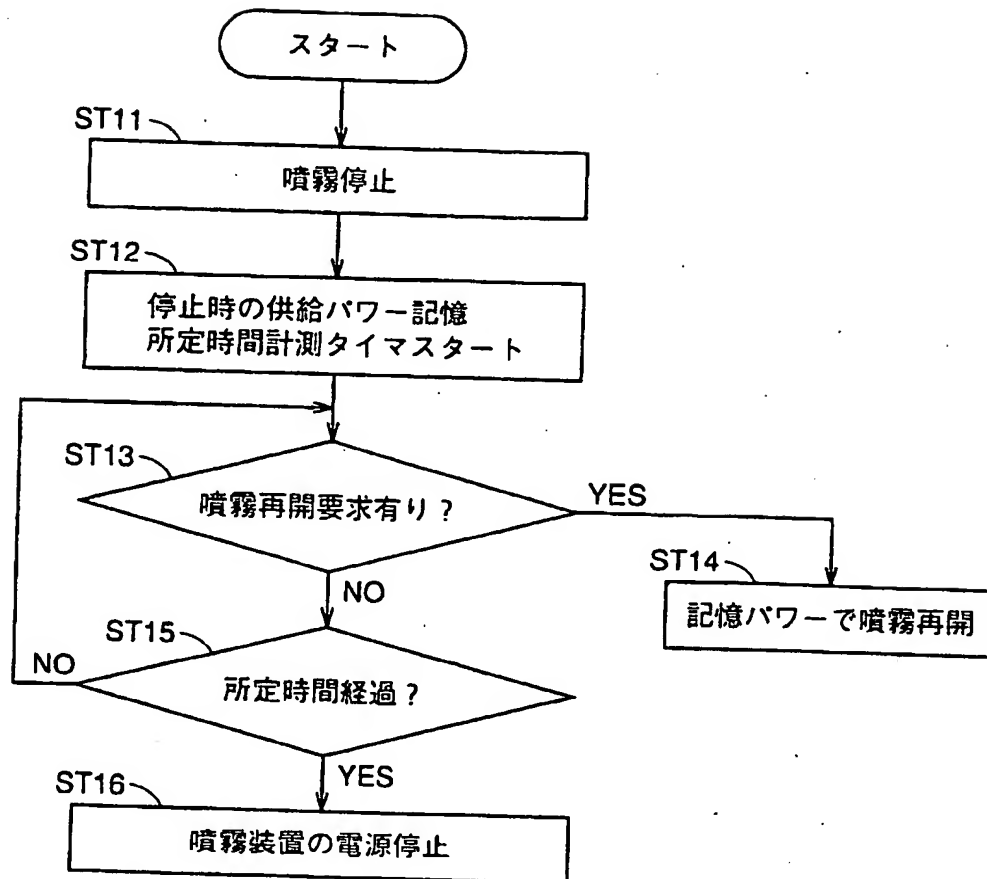 スタート
ST11
噴霧停止
ST12
停止時の供給パワー記憶
所定時間計測タイマスタート
ST13
噴霧再開要求有り？
YES
ST14
記憶パワーで噴霧再開
NO
ST15
NO
所定時間経過？
YES
ST16
噴霧装置の電源停止